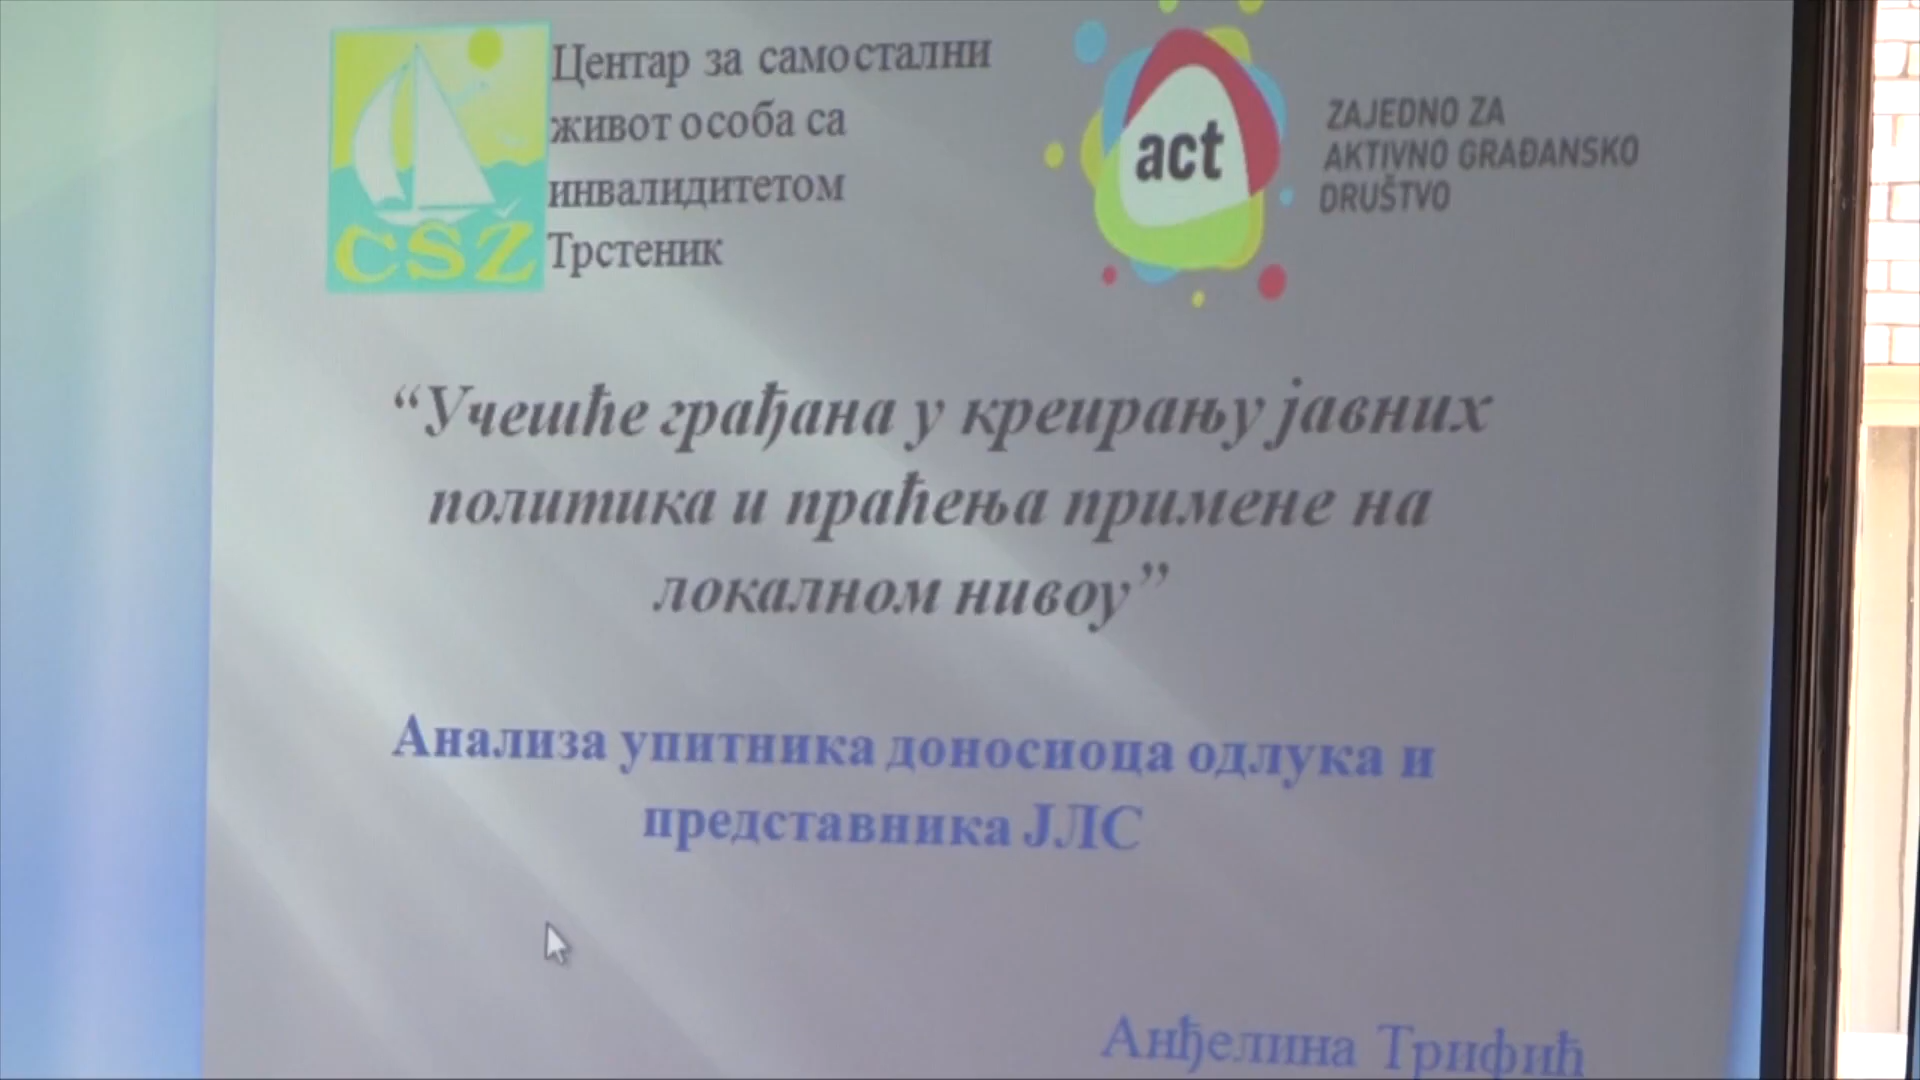 Центар за самостални
живот особа са
инвалидитетом
Трстеник
CSZ
act
ZAJEDNO ZA
AKTIVNO GRAĐANSKO
DRUŠTVO
“Учешће грађана у креирању јавних
политика и праћења примене на
локалном нивоу”
Анализа упитника доносиоца одлука и
представника ЈЛС
Анђелина Трифић